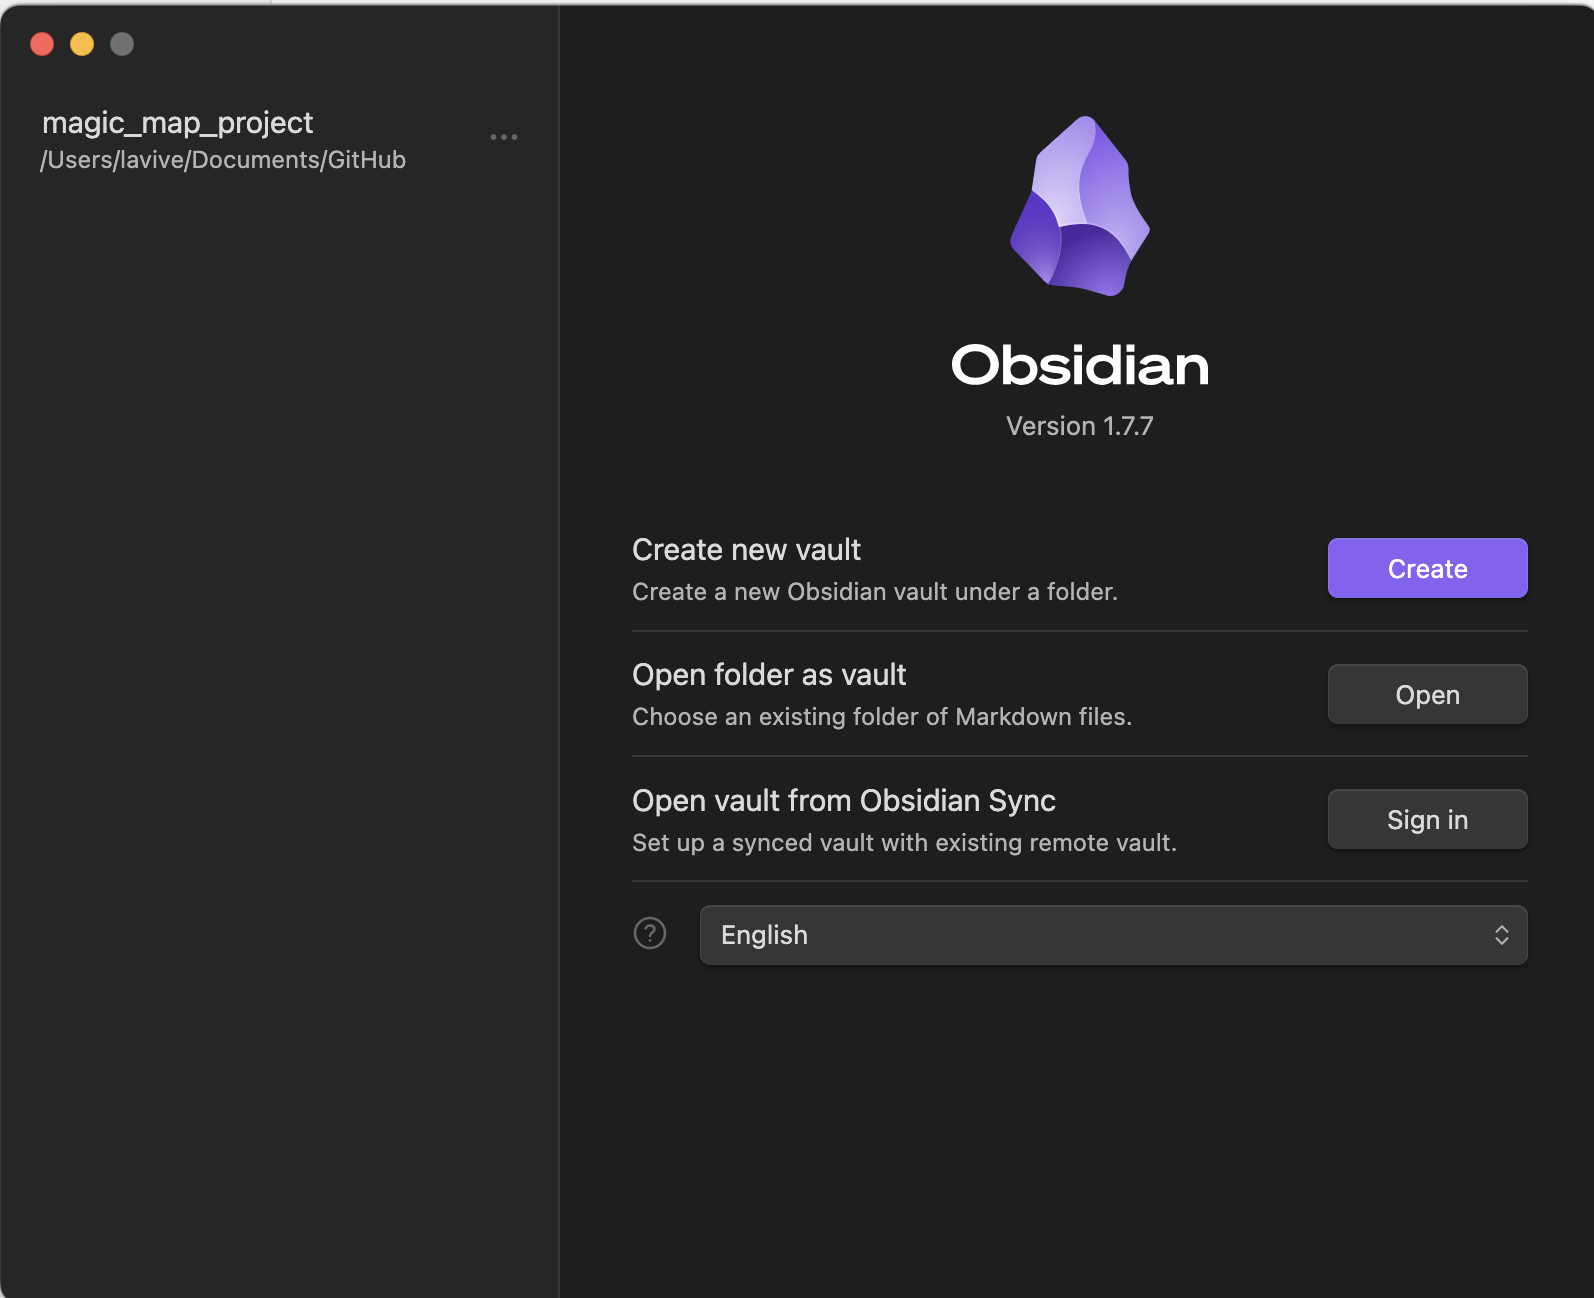 magic_map_project
/Users/lavive/Documents/GitHub
Obsidian
Version 1.7.7
Create new vault
Create a new Obsidian vault under a folder.
Create
Open folder as vault
Choose an existing folder of Markdown files.
Open
Open vault from Obsidian Sync
Set up a synced vault with existing remote vault.
Sign in
English